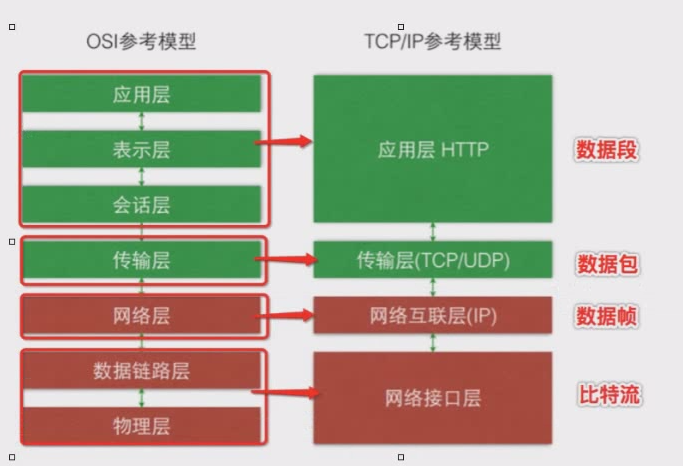 OSI参考模型
TCP/IP参考模型
应用层
表示层
会话层
应用层 HTTP
数据段
传输层
传输层(TCP/UDP)
数据包
网络层
网络互联层(IP)
数据帧
数据链路层
物理层
网络接口层
比特流